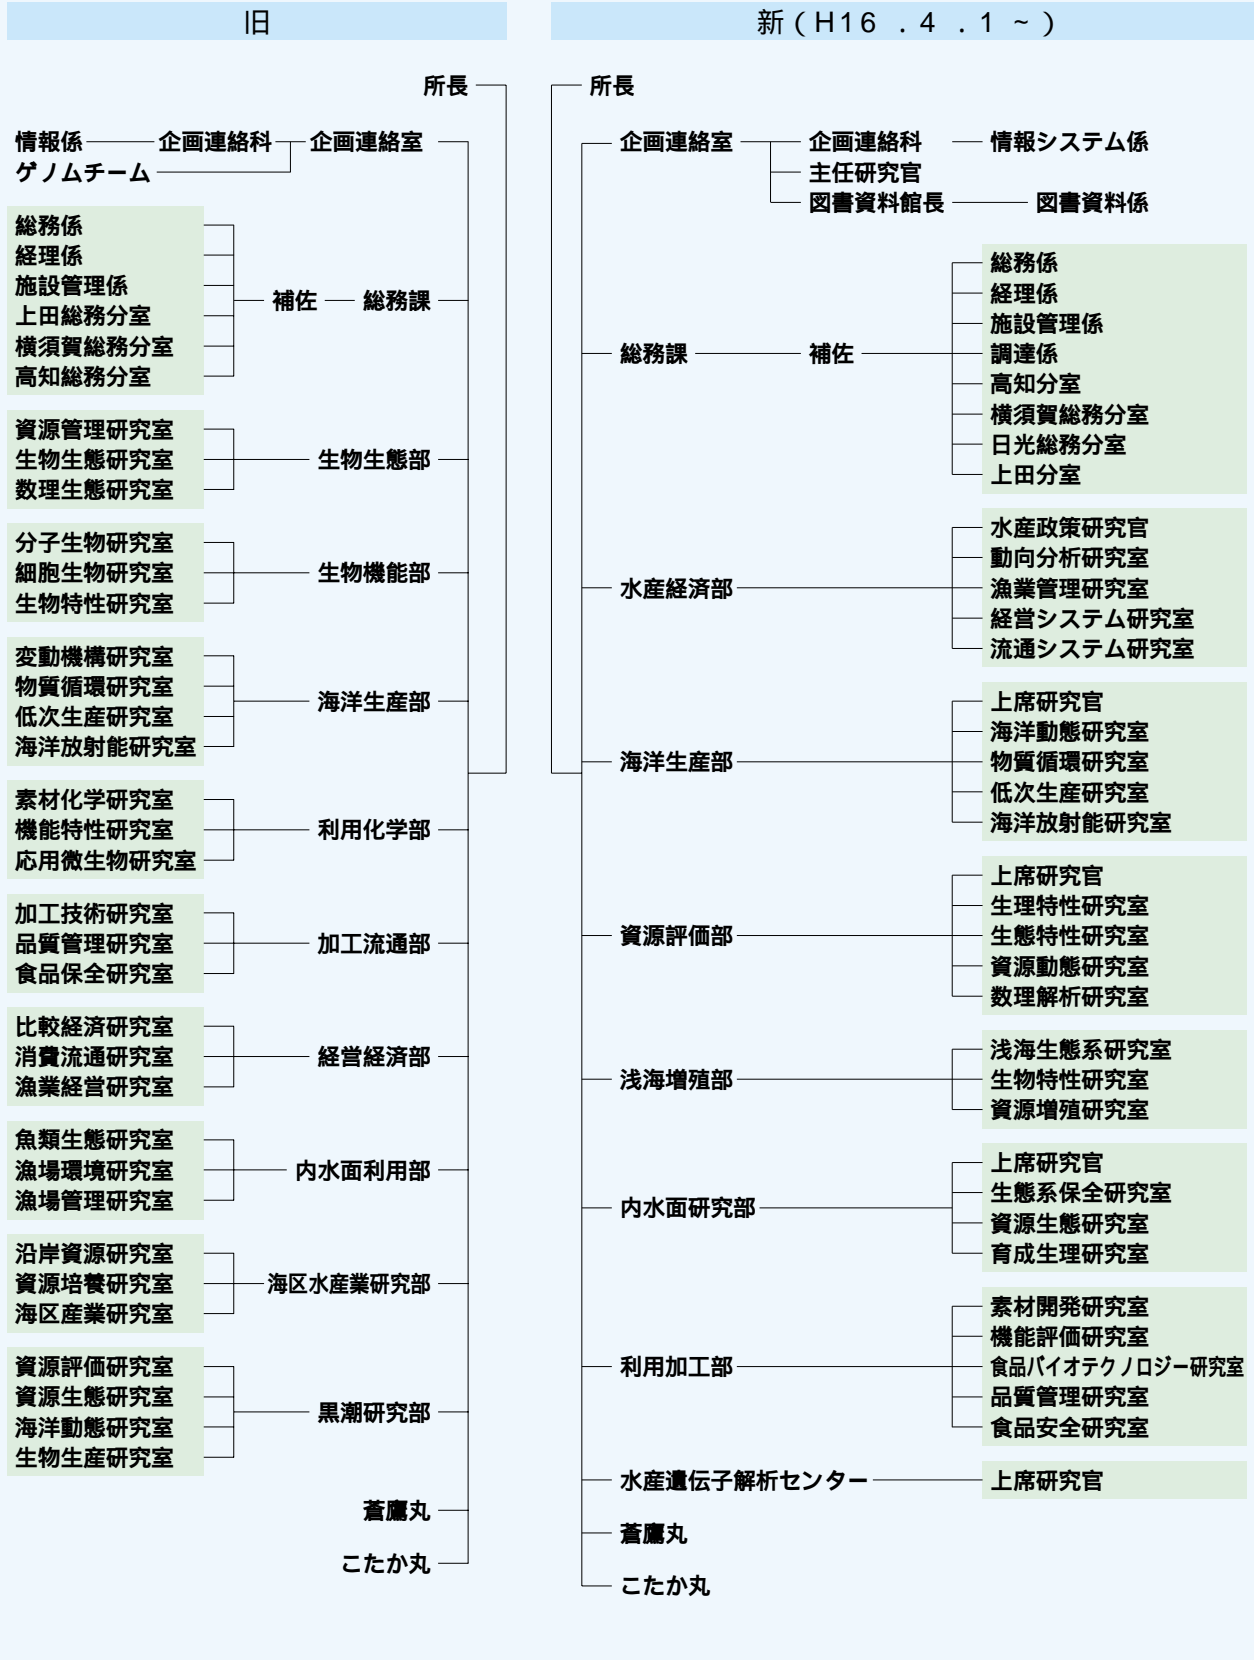 旧
所長
情報係 企画連絡科 企画連絡室
ゲノムチーム
総務係
経理係
施設管理係
上田総務分室
横須賀総務分室
高知総務分室
補佐 総務課
資源管理研究室
生物生態研究室
数理生態研究室
生物生態部
分子生物研究室
細胞生物研究室
生物特性研究室
生物機能部
変動機構研究室
物質循環研究室
低次生産研究室
海洋放射能研究室
海洋生産部
素材化学研究室
機能特性研究室
応用微生物研究室
利用化学部
加工技術研究室
品質管理研究室
食品保全研究室
加工流通部
比較経済研究室
消費流通研究室
漁業経営研究室
経営経済部
魚類生態研究室
漁場環境研究室
漁場管理研究室
内水面利用部
沿岸資源研究室
資源培養研究室
海区産業研究室
海区水産業研究部
資源評価研究室
資源生態研究室
海洋動態研究室
生物生産研究室
黒潮研究部
蒼鷹丸
こたか丸
新(H16.4.1~)
所長
企画連絡室 企画連絡科 情報システム係
主任研究官
図書資料館長 図書資料係
総務課 補佐
総務係
経理係
施設管理係
調達係
高知分室
横須賀総務分室
日光総務分室
上田分室
水産経済部
水産政策研究官
動向分析研究室
漁業管理研究室
経営システム研究室
流通システム研究室
海洋生産部
上席研究官
海洋動態研究室
物質循環研究室
低次生産研究室
海洋放射能研究室
資源評価部
上席研究官
生理特性研究室
生態特性研究室
資源動態研究室
数理解析研究室
浅海増殖部
浅海生態系研究室
生物特性研究室
資源増殖研究室
内水面研究部
上席研究官
生態系保全研究室
資源生態研究室
育成生理研究室
利用加工部
素材開発研究室
機能評価研究室
食品バイオテクノロジー研究室
品質管理研究室
食品安全研究室
水産遺伝子解析センター 上席研究官
蒼鷹丸
こたか丸